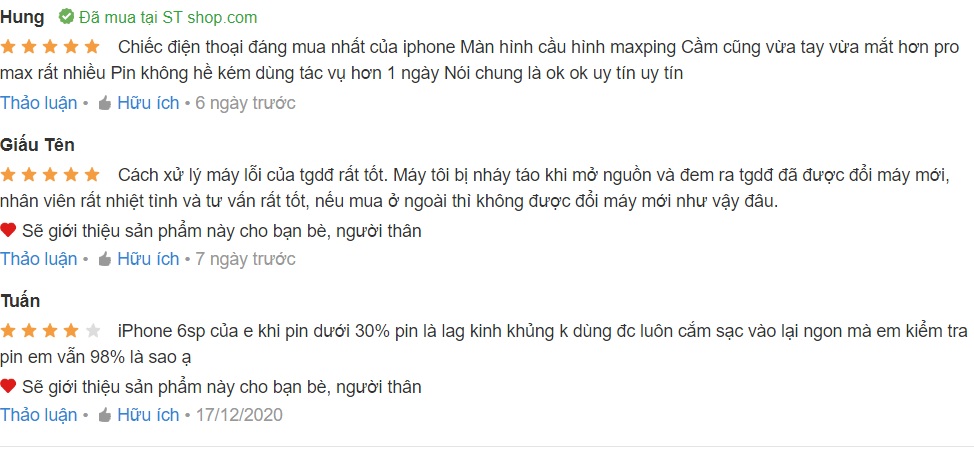 Hung Đã mua tại ST shop.com
Chiếc điện thoại đáng mua nhất của iphone Màn hình cầu hình maxping Cầm cũng vừa tay vừa mắt hơn pro
max rất nhiều Pin không hề kém dùng tác vụ hơn 1 ngày Nói chung là ok ok uy tín uy tín
Thảo luận • Hữu ích • 6 ngày trước
Giấu Tên
Cách xử lý máy lỗi của tgdđ rất tốt. Máy tôi bị nháy táo khi mở nguồn và đem ra tgdđ đã được đổi máy mới,
nhân viên rất nhiệt tình và tư vấn rất tốt, nếu mua ở ngoài thì không được đổi máy mới như vậy đâu.
Sẽ giới thiệu sản phẩm này cho bạn bè, người thân
Thảo luận • Hữu ích • 7 ngày trước
Tuấn
iPhone 6sp của e khi pin dưới 30% pin là lag kinh khủng k dùng đc luôn cắm sạc vào lại ngon mà em kiểm tra
pin em vẫn 98% là sao ạ
Sẽ giới thiệu sản phẩm này cho bạn bè, người thân
Thảo luận • Hữu ích • 17/12/2020